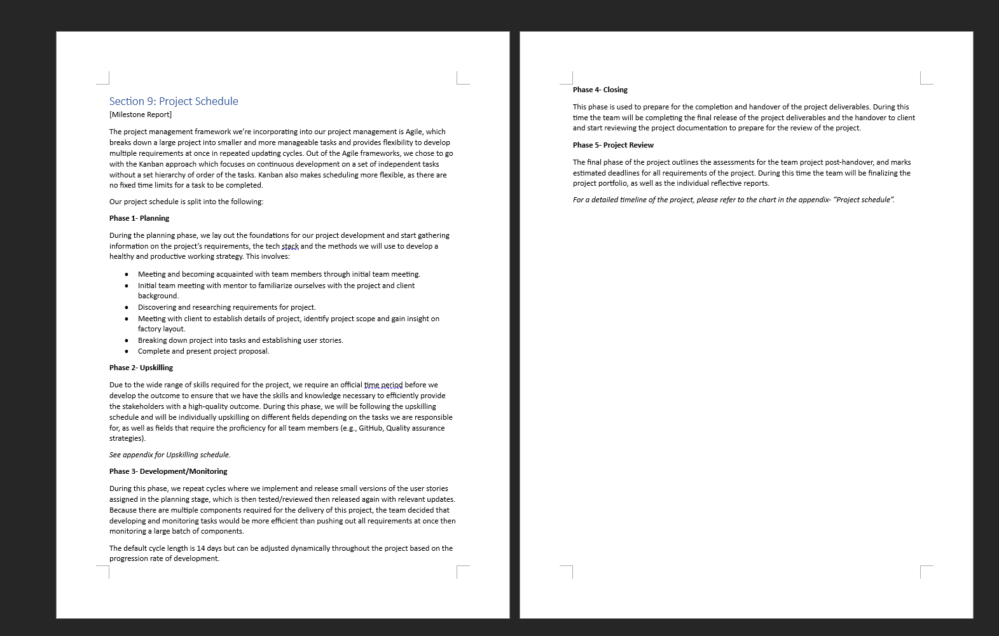 Section 9: Project Schedule
[Milestone Report]
The project management framework we’re incorporating into our project management is Agile, which
breaks down a large project into smaller and more manageable tasks and provides flexibility to develop
multiple requirements at once in repeated updating cycles. Out of the Agile frameworks, we chose to go
with the Kanban approach which focuses on continuous development on a set of independent tasks
without a set hierarchy of order of the tasks. Kanban also makes scheduling more flexible, as there are
no fixed time limits for a task to be completed.
Our project schedule is split into the following:
Phase 1- Planning
During the planning phase, we lay out the foundations for our project development and start gathering
information on the project’s requirements, the tech stack and the methods we will use to develop a
healthy and productive working strategy. This involves:
• Meeting and becoming acquainted with team members through initial team meeting.
• Initial team meeting with mentor to familiarize ourselves with the project and client
background.
• Discovering and researching requirements for project.
• Meeting with client to establish details of project, identify project scope and gain insight on
factory layout.
• Breaking down project into tasks and establishing user stories.
• Complete and present project proposal.
Phase 2- Upskilling
Due to the wide range of skills required for the project, we require an official time period before we
develop the outcome to ensure that we have the skills and knowledge necessary to efficiently provide
the stakeholders with a high-quality outcome. During this phase, we will be following the upskilling
schedule and will be individually upskilling on different fields depending on the tasks we are responsible
for, as well as fields that require the proficiency for all team members (e.g., GitHub, Quality assurance
strategies).
See appendix for Upskilling schedule.
Phase 3- Development/Monitoring
During this phase, we repeat cycles where we implement and release small versions of the user stories
assigned in the planning stage, which is then tested/reviewed then released again with relevant updates.
Because there are multiple components required for the delivery of this project, the team decided that
developing and monitoring tasks would be more efficient than pushing out all requirements at once then
monitoring a large batch of components.
The default cycle length is 14 days but can be adjusted dynamically throughout the project based on the
progression rate of development.
Phase 4- Closing
This phase is used to prepare for the completion and handover of the project deliverables. During this
time the team will be completing the final release of the project deliverables and the handover to client
and start reviewing the project documentation to prepare for the review of the project.
Phase 5- Project Review
The final phase of the project outlines the assessments for the team project post-handover, and marks
estimated deadlines for all requirements of the project. During this time the team will be finalizing the
project portfolio, as well as the individual reflective reports.
For a detailed timeline of the project, please refer to the chart in the appendix- “Project schedule”.